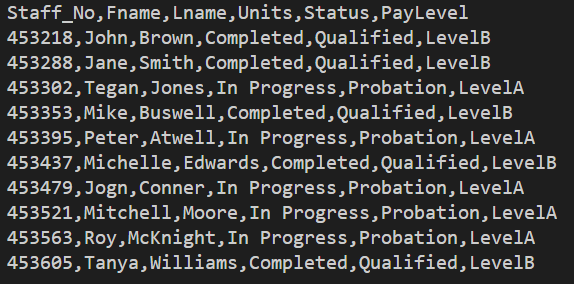 Staff_No,Fname,Lname,Units,Status,PayLevel
453218,John,Brown,Completed,Qualified,LevelB
453288,Jane,Smith,Completed,Qualified,LevelB
453302,Tegan,Jones,In Progress,Probation,LevelA
453353,Mike,Buswell,Completed,Qualified,LevelB
453395,Peter,Atwell,In Progress,Probation,LevelA
453437,Michelle,Edwards,Completed,Qualified,LevelB
453479,Jogn,Conner,In Progress,Probation,LevelA
453521,Mitchell,Moore,In Progress,Probation,LevelA
453563,Roy,McKnight,In Progress,Probation,LevelA
453605,Tanya,Williams,Completed,Qualified,LevelB